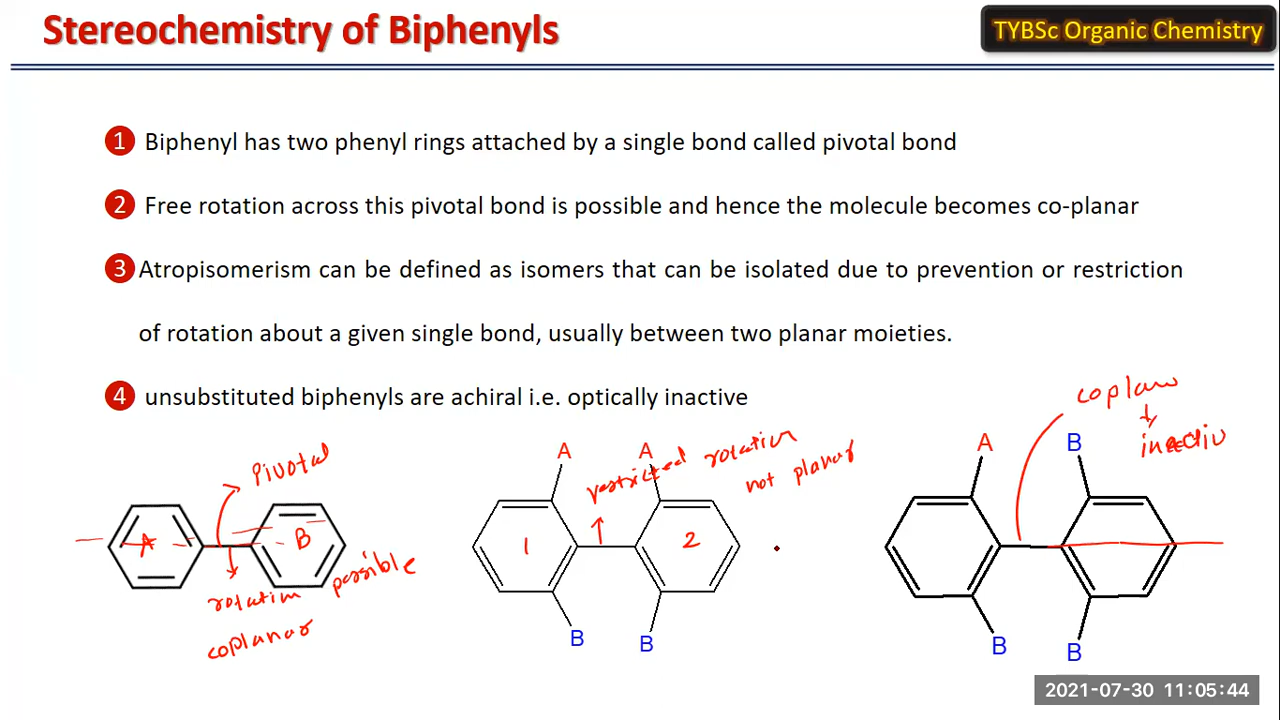 Stereochemistry of Biphenyls
TYBSc Organic Chemistry
1 Biphenyl has two phenyl rings attached by a single bond called pivotal bond
2 Free rotation across this pivotal bond is possible and hence the molecule becomes co-planar
3 Atropisomerism can be defined as isomers that can be isolated due to prevention or restriction
of rotation about a given single bond, usually between two planar moieties.
4 unsubstituted biphenyls are achiral i.e. optically inactive
Pivotal
A B
rotation possible
coplanar
A A
restricted rotation
not planar
1 2
B B
coplanar
A B
B B
2021-07-30 11:05:44